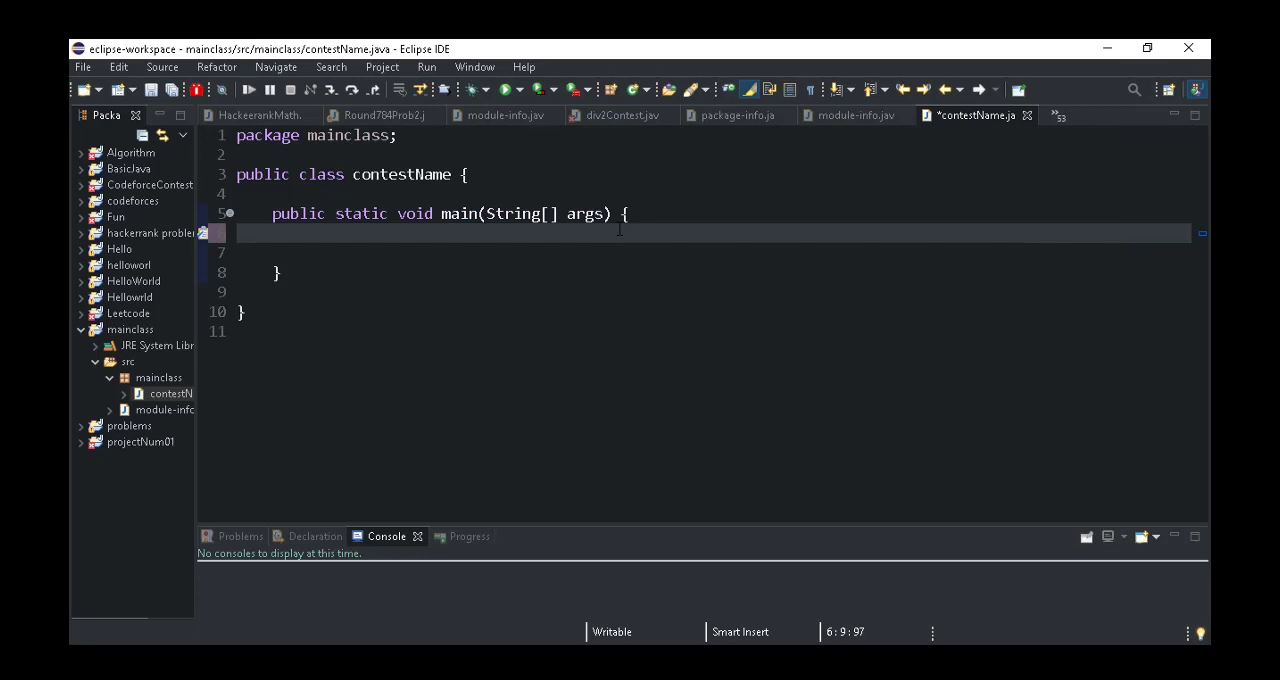 eclipse-workspace - mainclass/src/mainclass/contestName.java - Eclipse IDE
File Edit Source Refactor Navigate Search Project Run Window Help
Packa
HackeerankMath.
Round784Prob2.j
module-info.jav
div2Contest.jav
package-info.ja
module-info.jav
*contestName.ja
53
Algorithm
BasicJava
CodeforceContest
codeforces
Fun
hackerrank probler
Hello
helloworl
HelloWorld
Hellowrld
Leetcode
mainclass
JRE System Libr
src
mainclass
contestN
module-info
problems
projectNum01
1 package mainclass;
2
3 public class contestName {
4
5 public static void main(String[] args) {
7
8 }
9
10 }
11
Problems Declaration Console Progress
No consoles to display at this time.
Writable Smart Insert 6:9:97